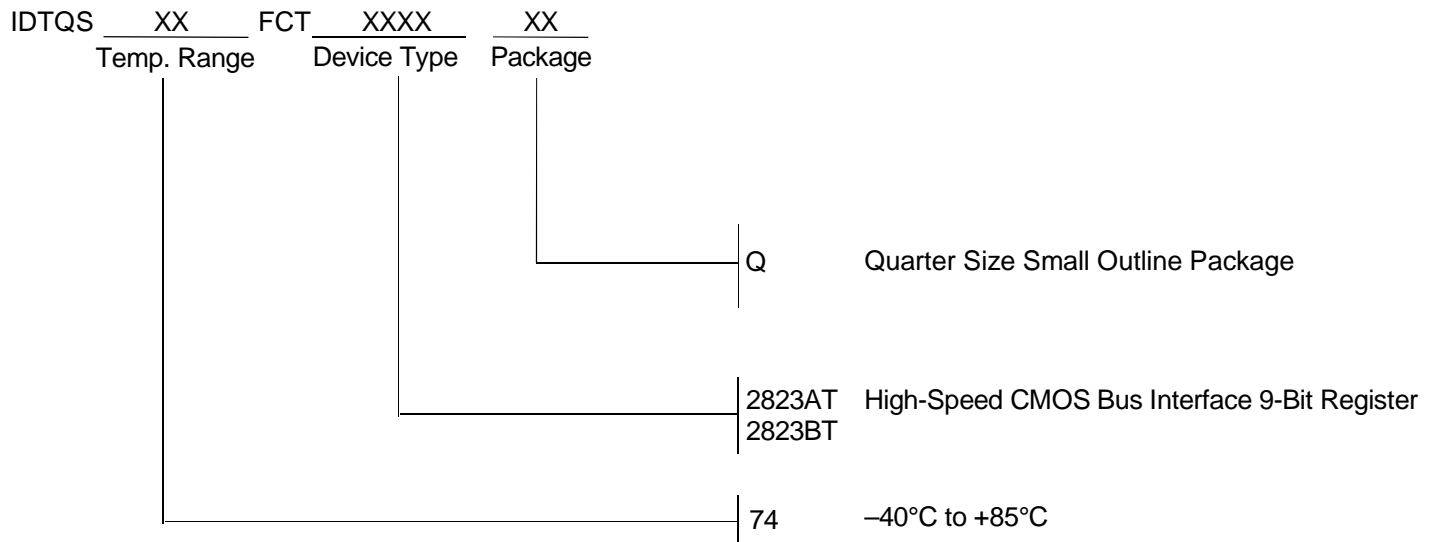 IDTQS XX FCT XXXX XX
Temp. Range Device Type Package
Q Quarter Size Small Outline Package
2823AT High-Speed CMOS Bus Interface 9-Bit Register
2823BT
74 –40°C to +85°C